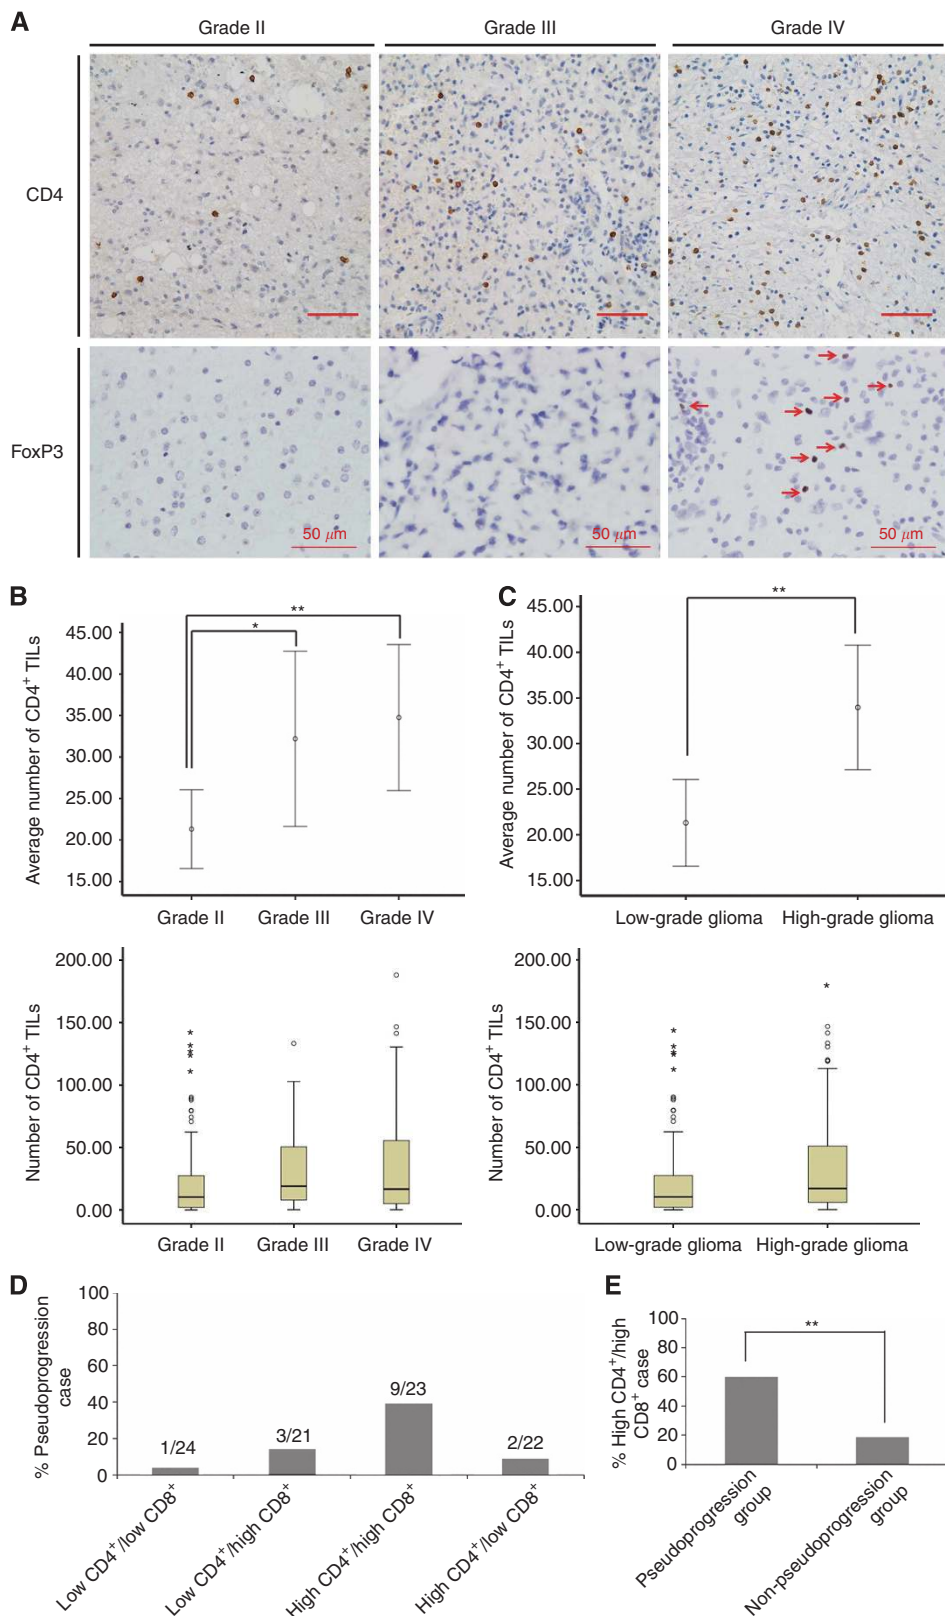 A
Grade II
Grade III
Grade IV
CD4
FoxP3
50 μm
50 μm
50 μm
B
Average number of CD4+ TILs
45.00
40.00
35.00
30.00
25.00
20.00
15.00
*
**
Grade II
Grade III
Grade IV
Number of CD4+ TILs
200.00
150.00
100.00
50.00
0.00
Grade II
Grade III
Grade IV
C
Average number of CD4+ TILs
45.00
40.00
35.00
30.00
25.00
20.00
15.00
**
Low-grade glioma
High-grade glioma
Number of CD4+ TILs
200.00
150.00
100.00
50.00
0.00
Low-grade glioma
High-grade glioma
D
% Pseudoprogression
case
100
80
60
40
20
0
1/24
3/21
9/23
2/22
Low CD4+/low CD8+
Low CD4+/high CD8+
High CD4+/high CD8+
High CD4+/low CD8+
E
% High CD4+/high
CD8+ case
100
80
60
40
20
0
**
Pseudoprogression
group
Non-pseudoprogression
group